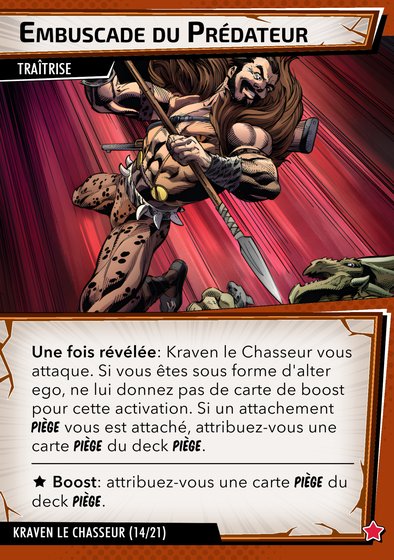 Embuscade du Prédateur
TRAÎTRISE
Une fois révélée: Kraven le Chasseur vous
attaque. Si vous êtes sous forme d'alter
ego, ne lui donnez pas de carte de boost
pour cette activation. Si un attachement
PIÈGE vous est attaché, attribuez-vous une
carte PIÈGE du deck PIÈGE.
★ Boost: attribuez-vous une carte PIÈGE du
deck PIÈGE.
KRAVEN LE CHASSEUR (14/21)